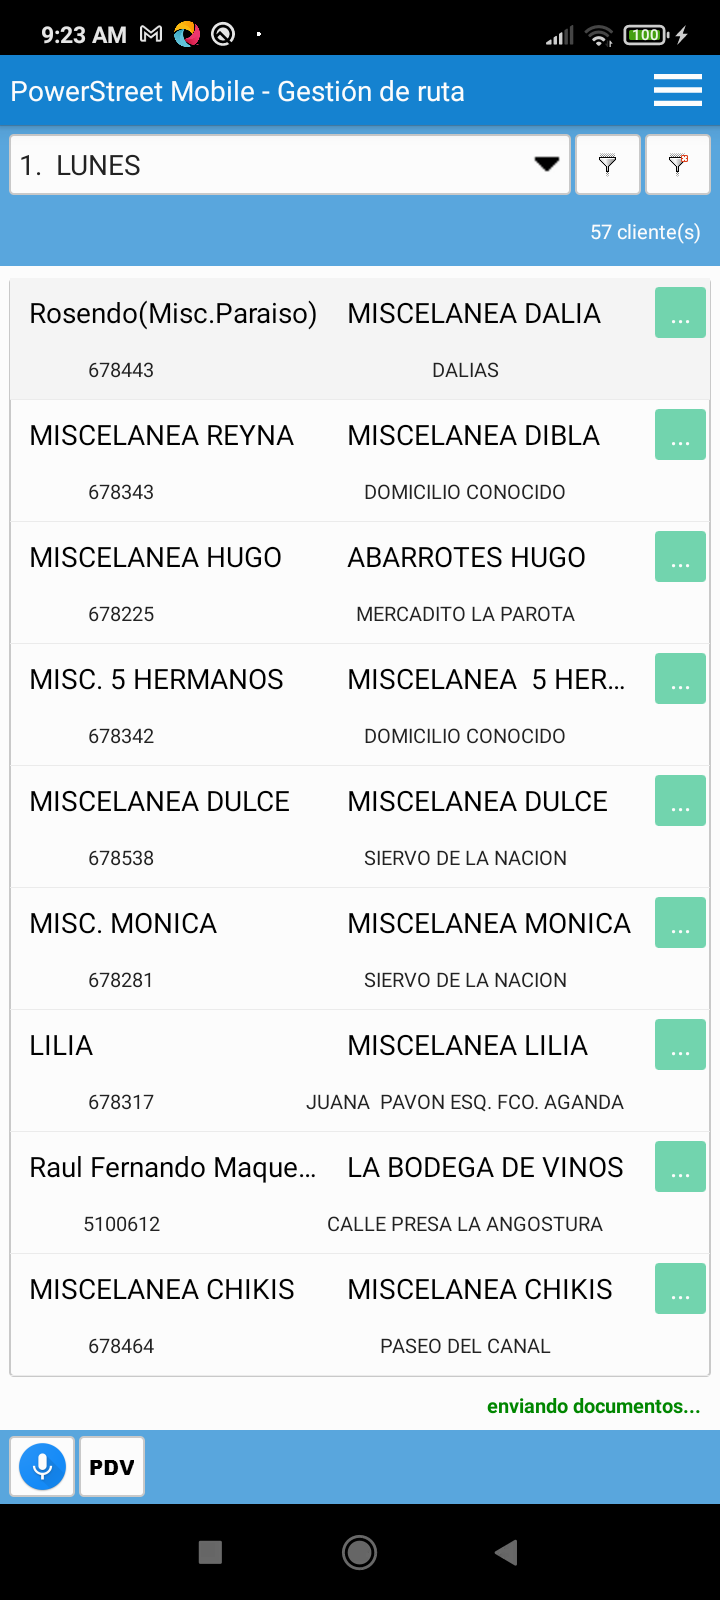 9:23 AM
100
PowerStreet Mobile - Gestión de ruta
1. LUNES
57 cliente(s)
Rosendo(Misc.Paraiso) MISCELANEA DALIA ...
678443 DALIAS
MISCELANEA REYNA MISCELANEA DIBLA ...
678343 DOMICILIO CONOCIDO
MISCELANEA HUGO ABARROTES HUGO ...
678225 MERCADITO LA PAROTA
MISC. 5 HERMANOS MISCELANEA  5 HER... ...
678342 DOMICILIO CONOCIDO
MISCELANEA DULCE MISCELANEA DULCE ...
678538 SIERVO DE LA NACION
MISC. MONICA MISCELANEA MONICA ...
678281 SIERVO DE LA NACION
LILIA MISCELANEA LILIA ...
678317 JUANA  PAVON ESQ. FCO. AGANDA
Raul Fernando Maque... LA BODEGA DE VINOS ...
5100612 CALLE PRESA LA ANGOSTURA
MISCELANEA CHIKIS MISCELANEA CHIKIS ...
678464 PASEO DEL CANAL
enviando documentos...
PDV